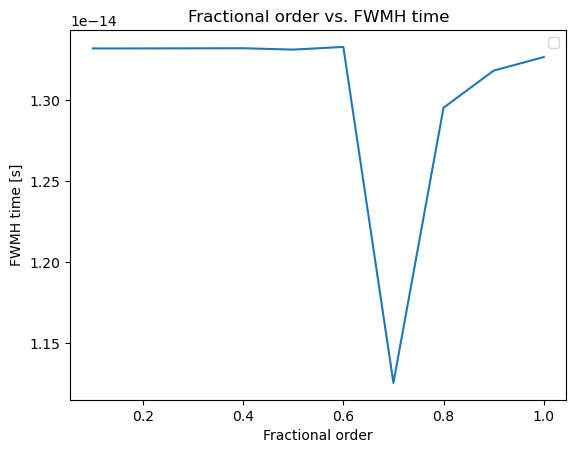 Fractional order vs. FWMH time
1e−14
1.30
1.25
1.20
1.15
FWMH time [s]
0.2 0.4 0.6 0.8 1.0
Fractional order